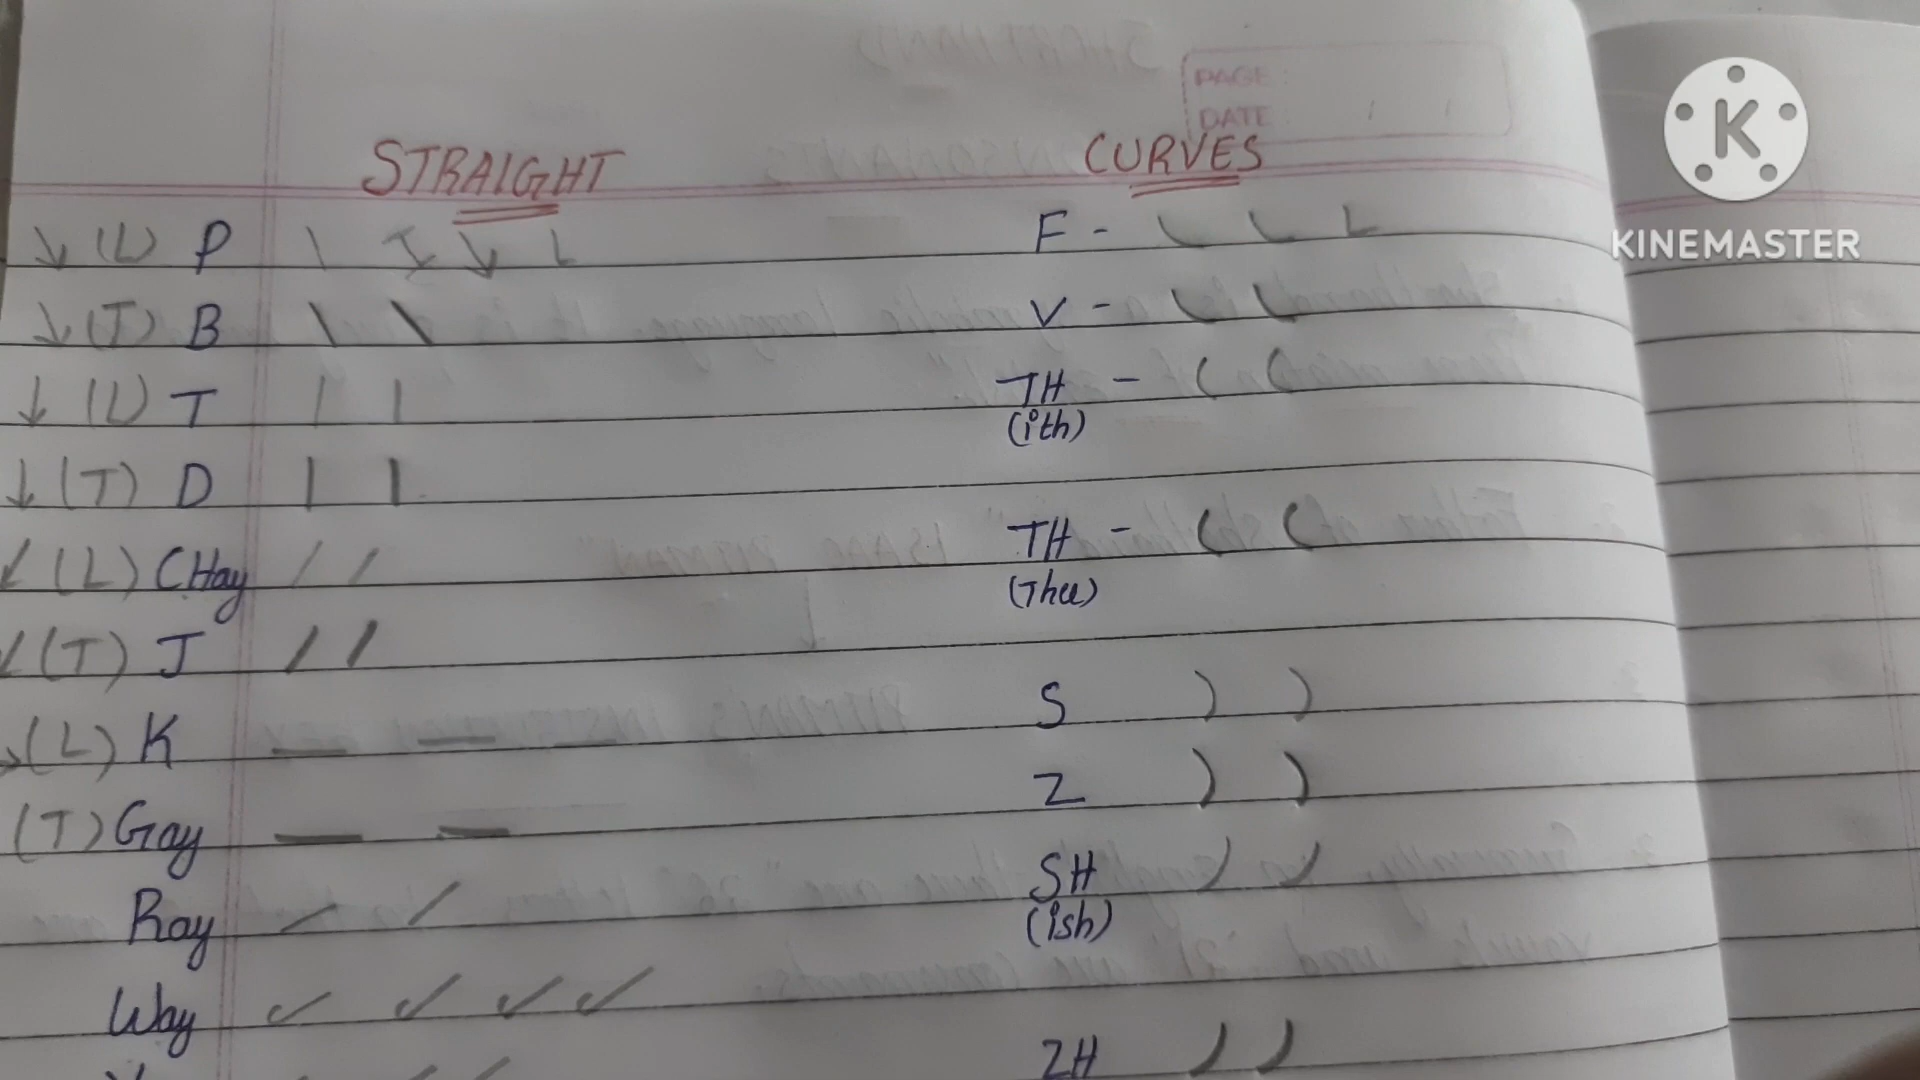 PAGE :
DATE
STRAIGHT
↓ (L) P
↓ (T) B
↓ (L) T
↓ (T) D
(L) CHay
(T) J
(L) K
(T) Gay
Ray
Way
CURVES
F -
V -
TH -
(ith)
TH -
(Thee)
S
Z
SH
(ish)
ZH
K
KINEMASTER